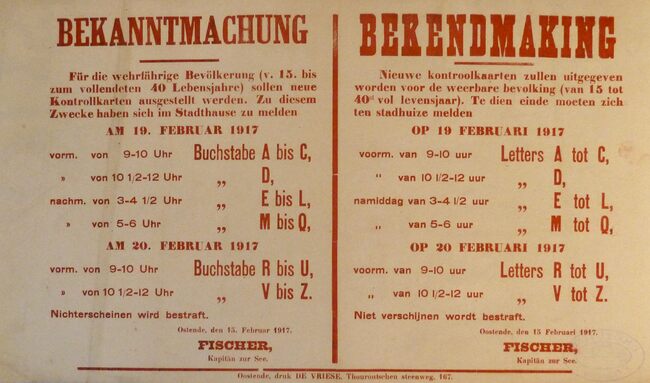 BEKANNTMACHUNG
Für die wehrfährige Bevölkerung (v. 15. bis
zum vollendeten 40 Lebensjahre) sollen neue
Kontrollkarten ausgestellt werden. Zu diesem
Zwecke haben sich im Stadthause zu melden
AM 19. FEBRUAR 1917
vorm. von 9-10 Uhr Buchstabe A bis C,
» von 10 1/2-12 Uhr „ D,
nachm. von 3-4 1/2 Uhr „ E bis L,
» von 5-6 Uhr „ M bis Q,
AM 20. FEBRUAR 1917
vorm. von 9-10 Uhr Buchstabe R bis U,
» von 10 1/2-12 Uhr „ V bis Z.
Nichterscheinen wird bestraft.
Ostende, den 15. Februar 1917.
FISCHER,
Kapitän zur See.
BEKENDMAKING
Nieuwe kontroolkaarten zullen uitgegeven
worden voor de weerbare bevolking (van 15 tot
40st vol levensjaar). Te dien einde moeten zich
ten stadhuize melden
OP 19 FEBRUARI 1917
voorm. van 9-10 uur Letters A tot C,
„ van 10 1/2-12 uur „ D,
namiddag van 3-4 1/2 uur „ E tot L,
„ van 5-6 uur „ M tot Q,
OP 20 FEBRUARI 1917
voorm. van 9-10 uur Letters R tot U,
„ van 10 1/2-12 uur „ V tot Z.
Niet verschijnen wordt bestraft.
Oostende, den 15 Februari 1917.
FISCHER,
Kapitän zur See.
Oostende, druk DE VRIESE, Thourontschen steenweg, 167.